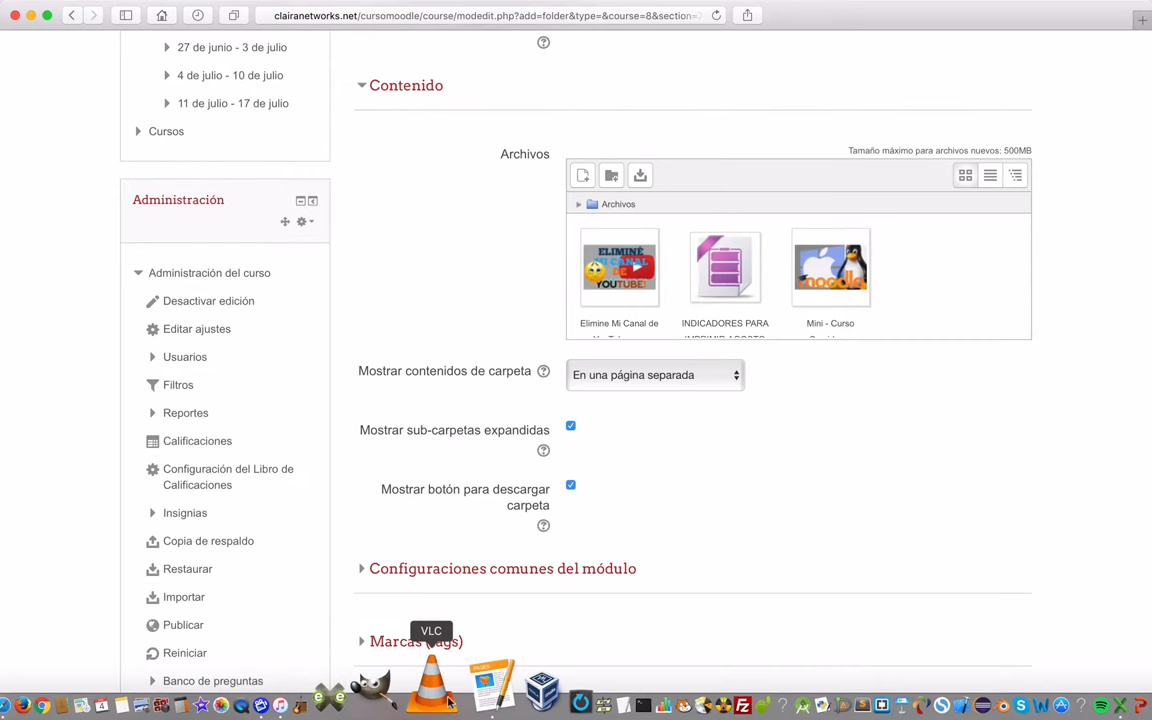 clairanetworks.net/cursomoodle/course/modedit.php?add=folder&type=&course=8&section=
27 de junio - 3 de julio
4 de julio - 10 de julio
11 de julio - 17 de julio
Cursos
Administración
Administración del curso
Desactivar edición
Editar ajustes
Usuarios
Filtros
Reportes
Calificaciones
Configuración del Libro de
Calificaciones
Insignias
Copia de respaldo
Restaurar
Importar
Publicar
Reiniciar
Banco de preguntas
Contenido
Archivos
Tamaño máximo para archivos nuevos: 500MB
Archivos
ELIMINÉ
MI CANAL
DE
YOUTUBE!
moodle
Elimine Mi Canal de
INDICADORES PARA
Mini - Curso
Mostrar contenidos de carpeta
En una página separada
Mostrar sub-carpetas expandidas
Mostrar botón para descargar
carpeta
Configuraciones comunes del módulo
VLC
PAGES